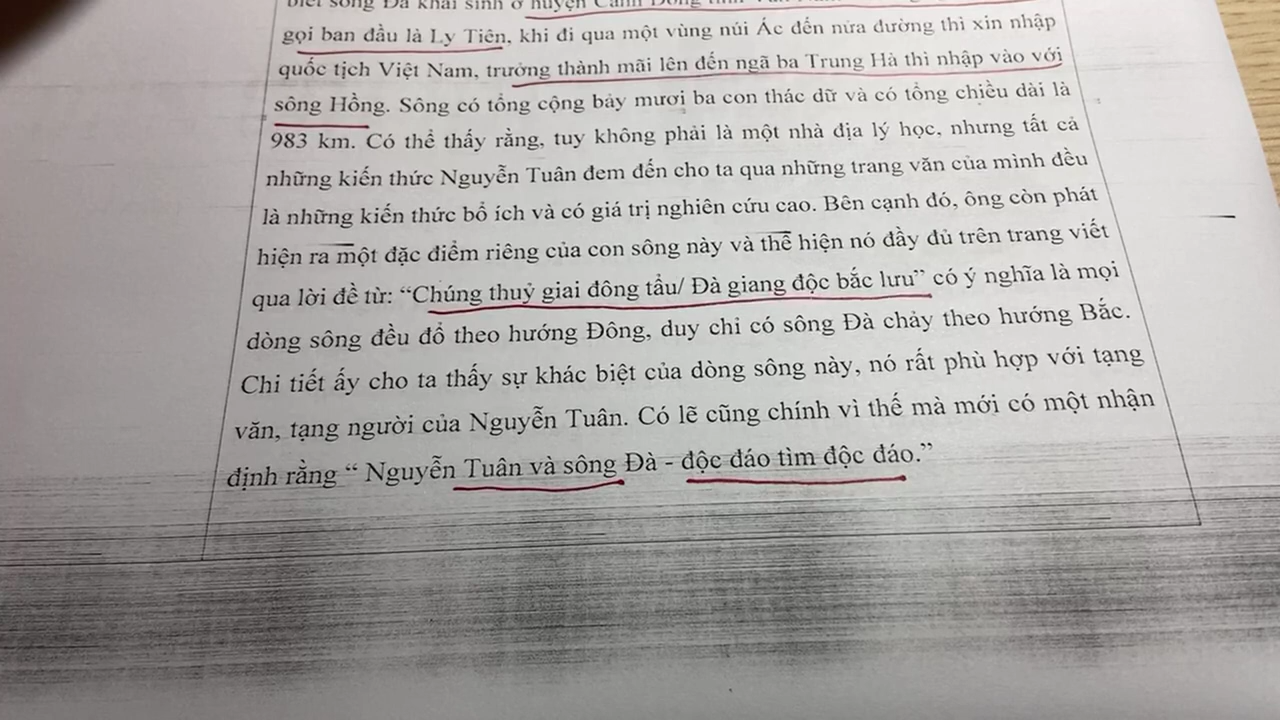 biết sông Đà khai sinh ở huyện Cảnh Đông tỉnh
gọi ban đầu là Ly Tiên, khi đi qua một vùng núi Ác đến nửa đường thì xin nhập
quốc tịch Việt Nam, trưởng thành mãi lên đến ngã ba Trung Hà thì nhập vào với
sông Hồng. Sông có tổng cộng bảy mươi ba con thác dữ và có tổng chiều dài là
983 km. Có thể thấy rằng, tuy không phải là một nhà địa lý học, nhưng tất cả
những kiến thức Nguyễn Tuân đem đến cho ta qua những trang văn của mình đều
là những kiến thức bổ ích và có giá trị nghiên cứu cao. Bên cạnh đó, ông còn phát
hiện ra một đặc điểm riêng của con sông này và thể hiện nó đầy đủ trên trang viết
qua lời đề từ: “Chúng thuỷ giai đông tẩu/ Đà giang độc bắc lưu” có ý nghĩa là mọi
dòng sông đều đổ theo hướng Đông, duy chỉ có sông Đà chảy theo hướng Bắc.
Chi tiết ấy cho ta thấy sự khác biệt của dòng sông này, nó rất phù hợp với tạng
văn, tạng người của Nguyễn Tuân. Có lẽ cũng chính vì thế mà mới có một nhận
định rằng “ Nguyễn Tuân và sông Đà - độc đáo tìm độc đáo.”